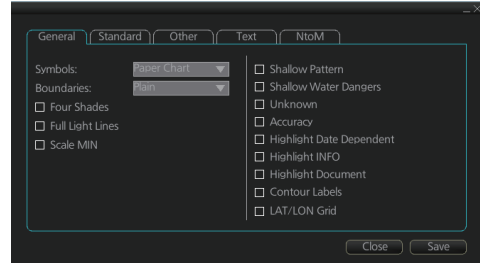 General Standard Other Text NtoM
Symbols: Paper Chart
Boundaries: Plain
Four Shades
Full Light Lines
Scale MIN
Shallow Pattern
Shallow Water Dangers
Unknown
Accuracy
Highlight Date Dependent
Highlight INFO
Highlight Document
Contour Labels
LAT/LON Grid
Close Save